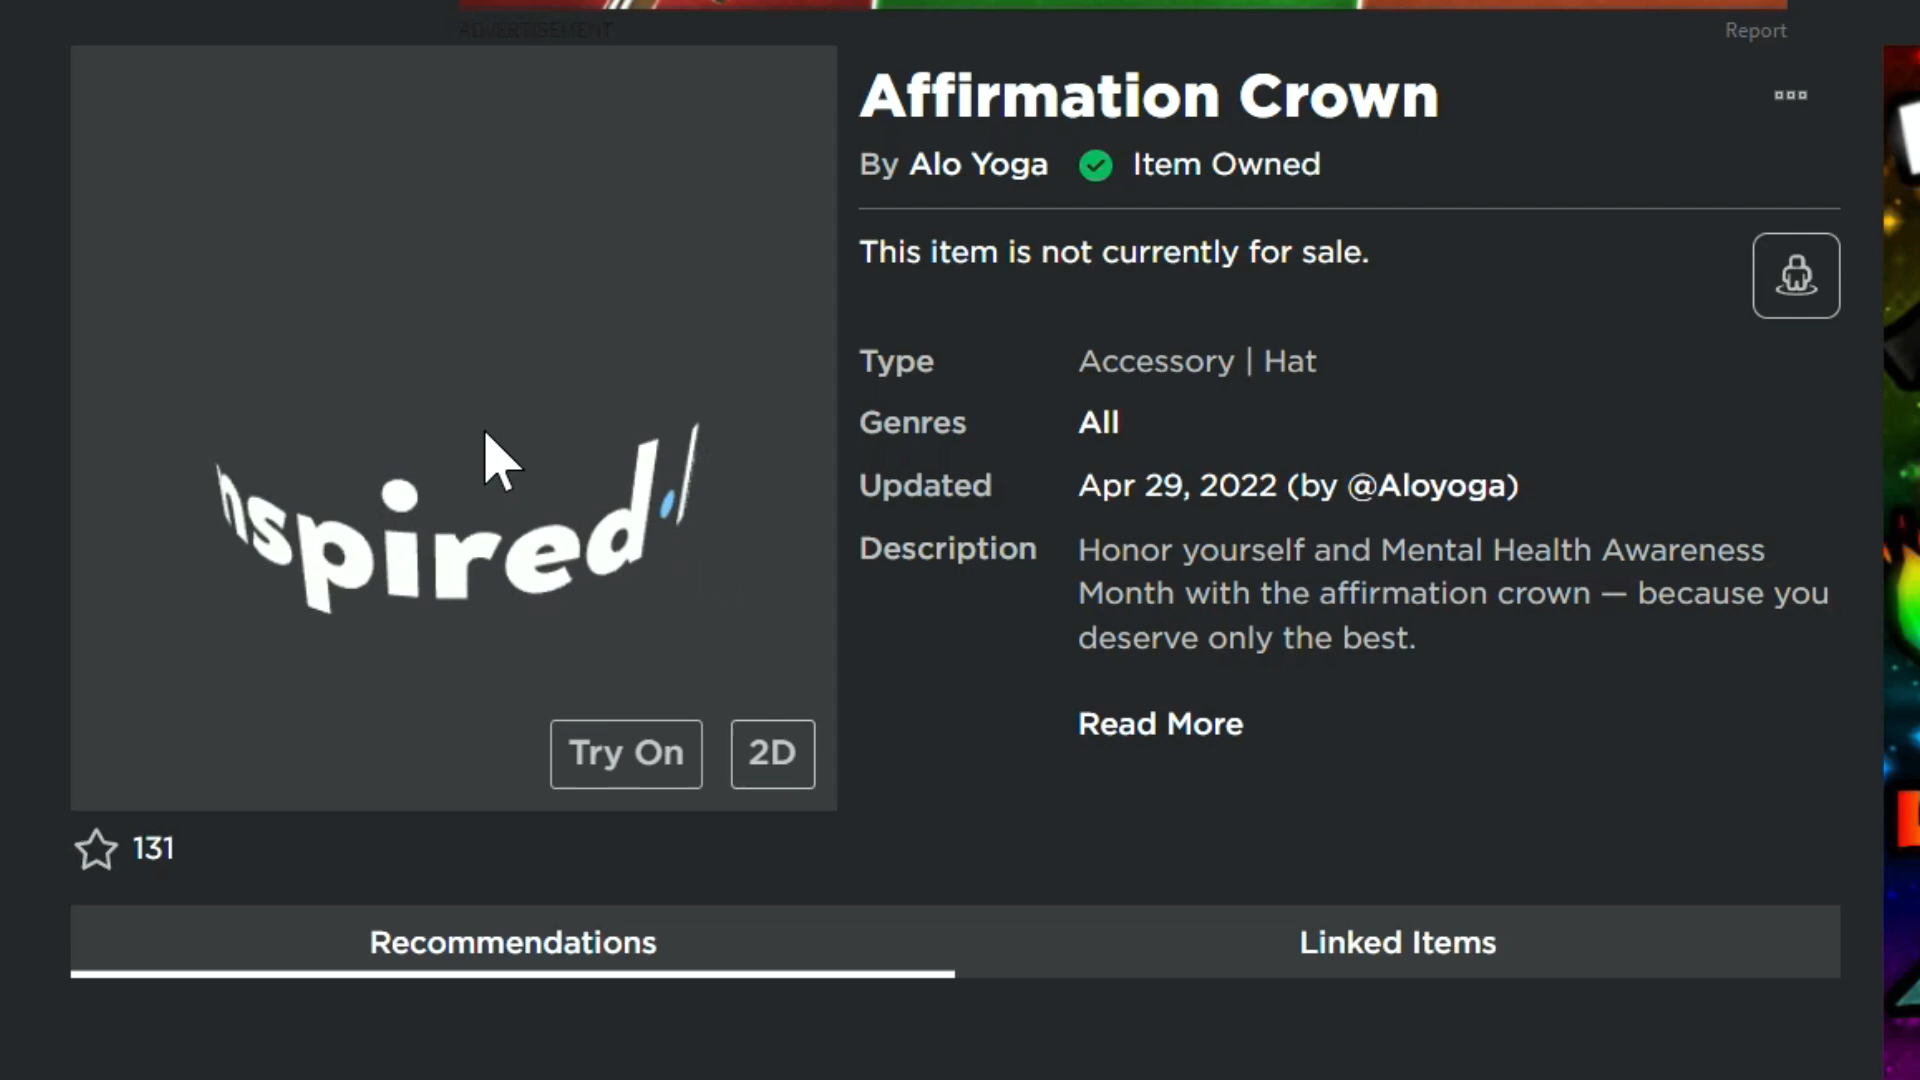 ADVERTISEMENT
Report
Affirmation Crown
By Alo Yoga Item Owned
This item is not currently for sale.
Type Accessory | Hat
Genres All
Updated Apr 29, 2022 (by @Aloyoga)
Description Honor yourself and Mental Health Awareness
Month with the affirmation crown — because you
deserve only the best.
Read More
nspired
Try On 2D
131
Recommendations Linked Items